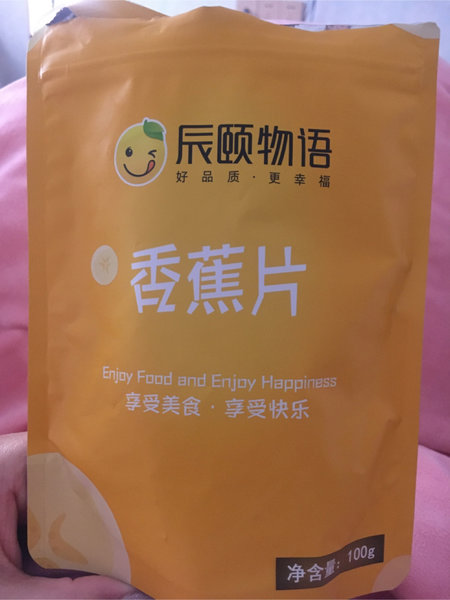 辰颐物语
好品质·更幸福
香蕉片
Enjoy Food and Enjoy Happiness
享受美食·享受快乐
净含量：100g